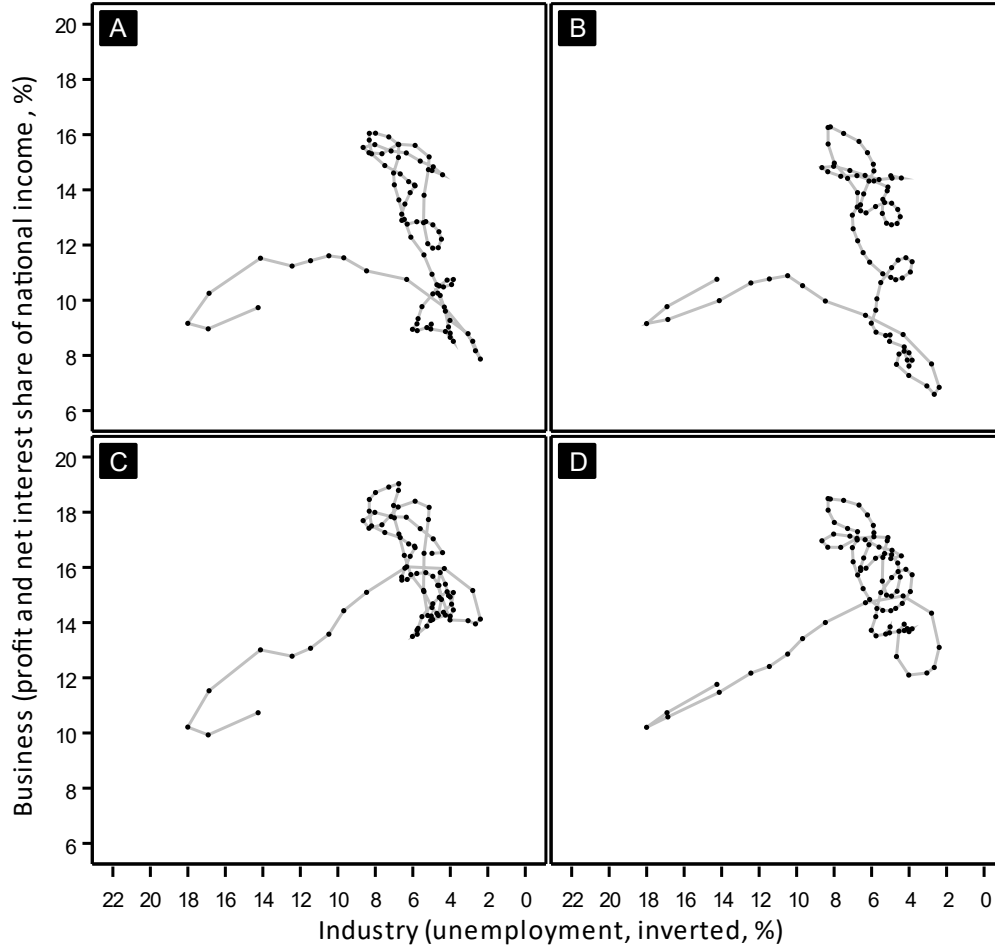 A
B
20
18
16
14
12
10
8
6
C
D
20
18
16
14
12
10
8
6
Business (profit and net interest share of national income , %)
22 20 18 16 14 12 10 8 6 4 2 0
22 20 18 16 14 12 10 8 6 4 2 0
Industry (unemployment, inverted, %)